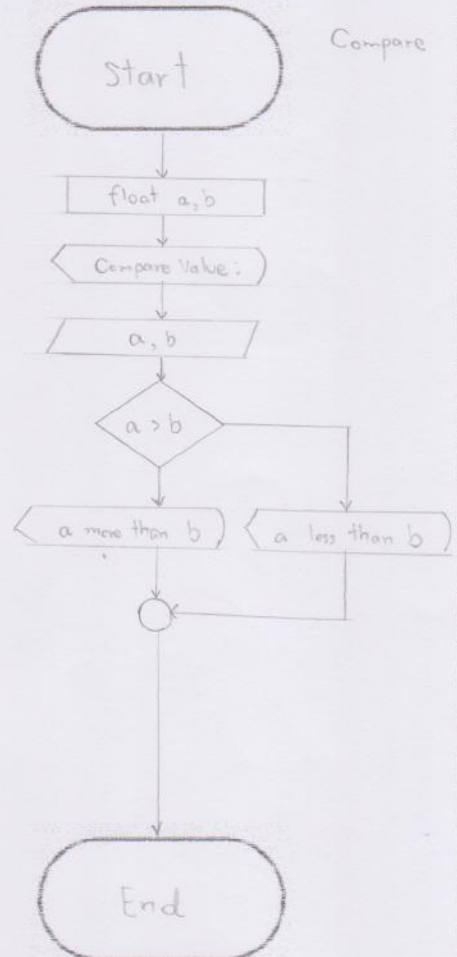 Compare
Start
float a, b
Compare Value:
a, b
a > b
a more than b
a less than b
End